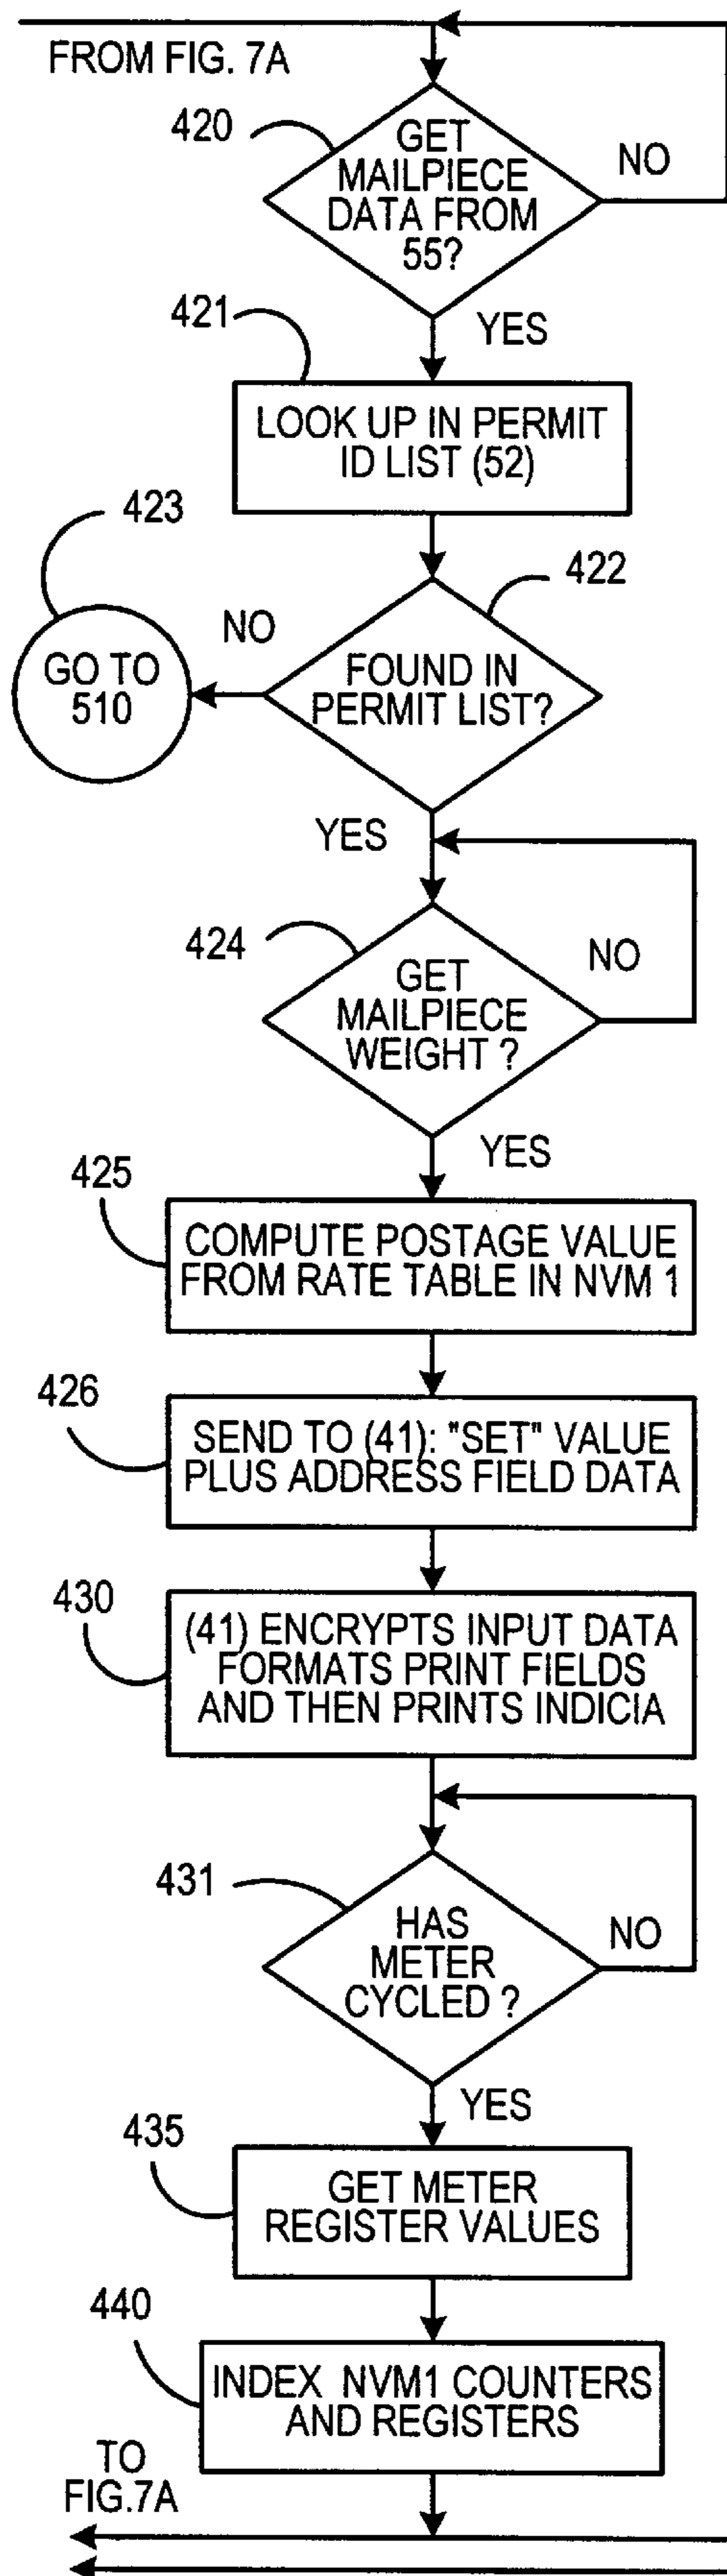 FROM FIG. 7A
420
GET
MAILPIECE
DATA FROM
55?
NO
YES
421
LOOK UP IN PERMIT
ID LIST (52)
423
422
NO
GO TO
510
FOUND IN
PERMIT LIST?
YES
424
GET
MAILPIECE
WEIGHT ?
NO
YES
425
COMPUTE POSTAGE VALUE
FROM RATE TABLE IN NVM 1
426
SEND TO (41): "SET" VALUE
PLUS ADDRESS FIELD DATA
430
(41) ENCRYPTS INPUT DATA
FORMATS PRINT FIELDS
AND THEN PRINTS INDICIA
431
HAS
METER
CYCLED ?
NO
YES
435
GET METER
REGISTER VALUES
440
INDEX NVM1 COUNTERS
AND REGISTERS
TO
FIG.7A